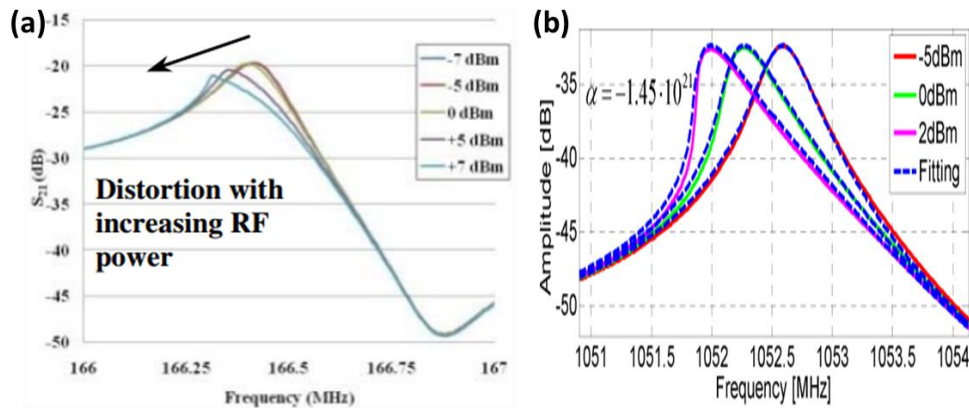 (a)
-15
-20
-25
-30
-35
-40
-45
-50
S21 (dB)
-7 dBm
-5 dBm
0 dBm
+5 dBm
+7 dBm
Distortion with
increasing RF
power
166
166.25
166.5
166.75
167
Frequency (MHz)
(b)
-35
-40
-45
-50
Amplitude [dB]
α = −1.45·10²¹
-5dBm
0dBm
2dBm
Fitting
1051
1051.5
1052
1052.5
1053
1053.5
1054
Frequency [MHz]